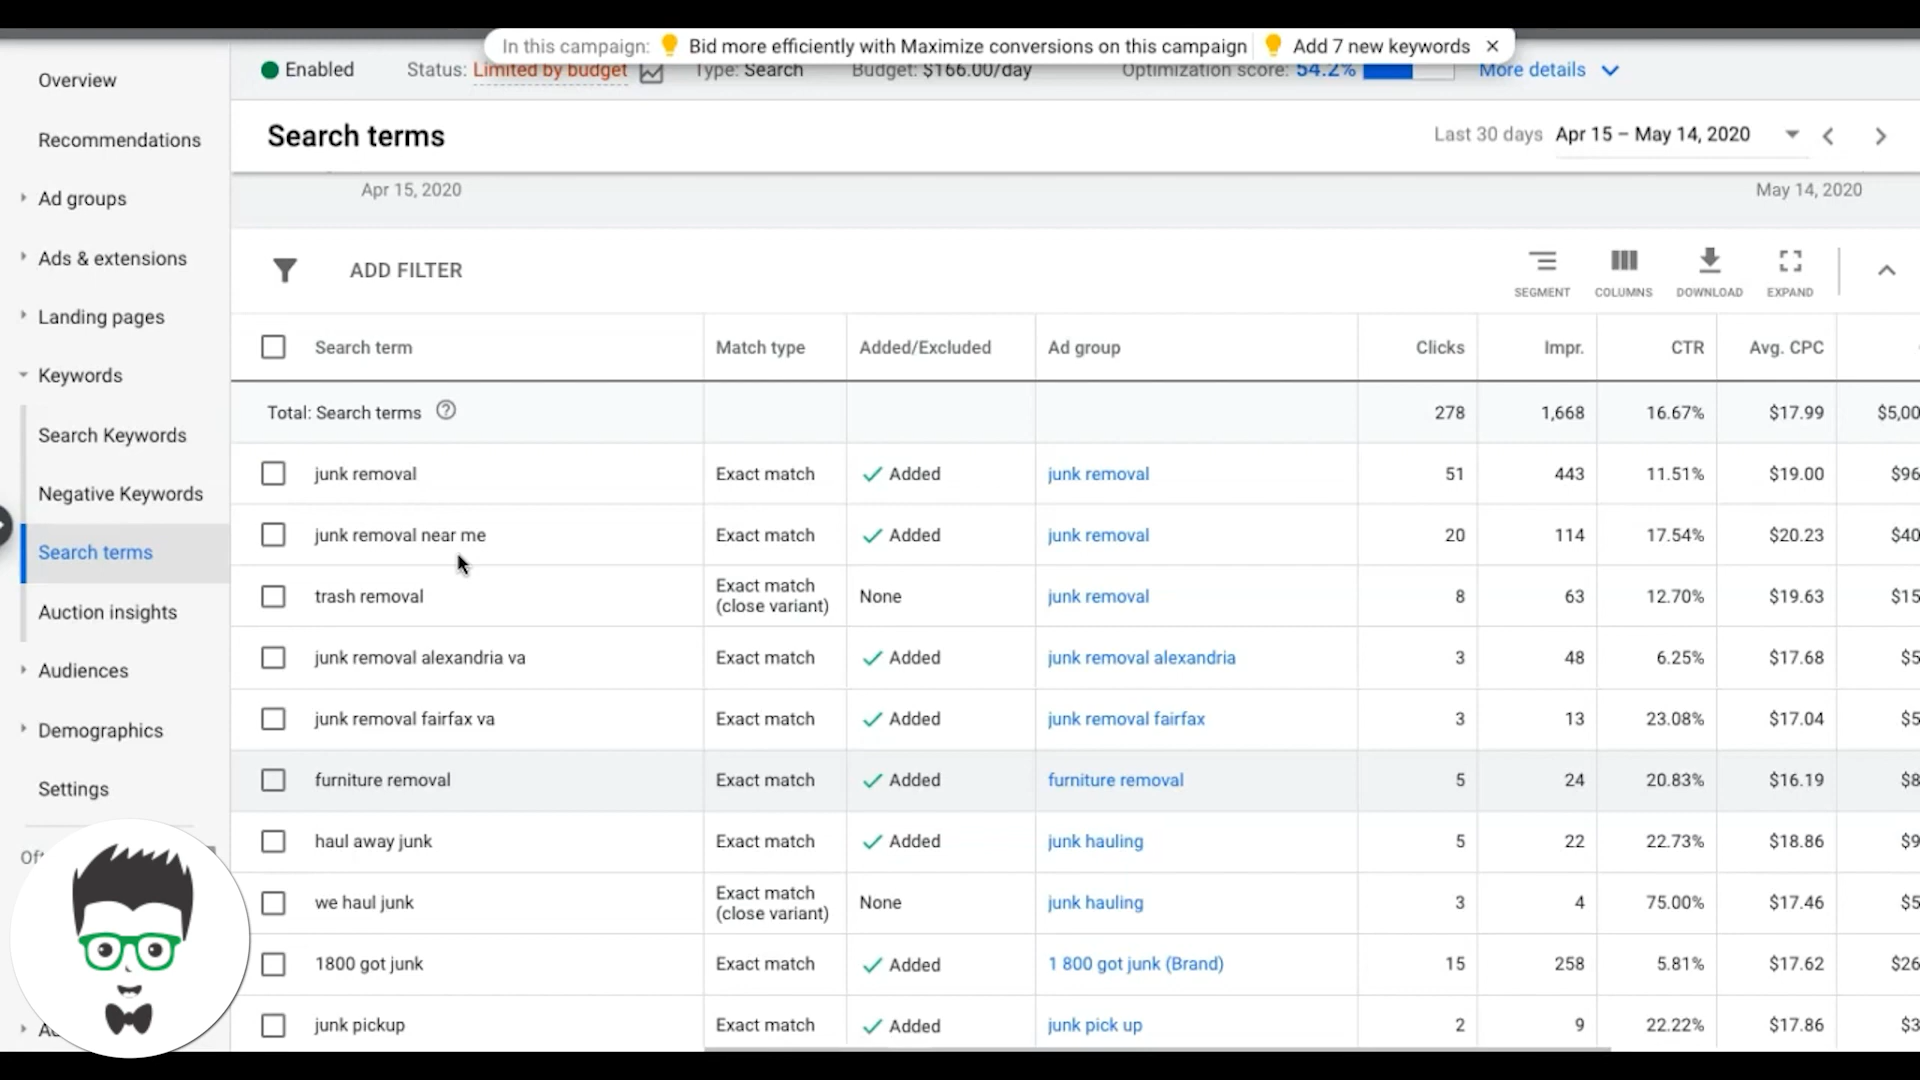 In this campaign: Bid more efficiently with Maximize conversions on this campaign Add 7 new keywords
Enabled Status: Limited by budget Type: Search Budget: $166.00/day Optimization score: 54.2% More details
Overview
Recommendations
Ad groups
Ads & extensions
Landing pages
Keywords
Search Keywords
Negative Keywords
Search terms
Auction insights
Audiences
Demographics
Settings
Search terms Last 30 days Apr 15 – May 14, 2020
Apr 15, 2020 May 14, 2020
ADD FILTER SEGMENT COLUMNS DOWNLOAD EXPAND
Search term Match type Added/Excluded Ad group Clicks Impr. CTR Avg. CPC
Total: Search terms 278 1,668 16.67% $17.99 $5,00
junk removal Exact match Added junk removal 51 443 11.51% $19.00 $96
junk removal near me Exact match Added junk removal 20 114 17.54% $20.23 $40
trash removal Exact match (close variant) None junk removal 8 63 12.70% $19.63 $15
junk removal alexandria va Exact match Added junk removal alexandria 3 48 6.25% $17.68 $5
junk removal fairfax va Exact match Added junk removal fairfax 3 13 23.08% $17.04 $5
furniture removal Exact match Added furniture removal 5 24 20.83% $16.19 $8
haul away junk Exact match Added junk hauling 5 22 22.73% $18.86 $9
we haul junk Exact match (close variant) None junk hauling 3 4 75.00% $17.46 $5
1800 got junk Exact match Added 1 800 got junk (Brand) 15 258 5.81% $17.62 $26
junk pickup Exact match Added junk pick up 2 9 22.22% $17.86 $3